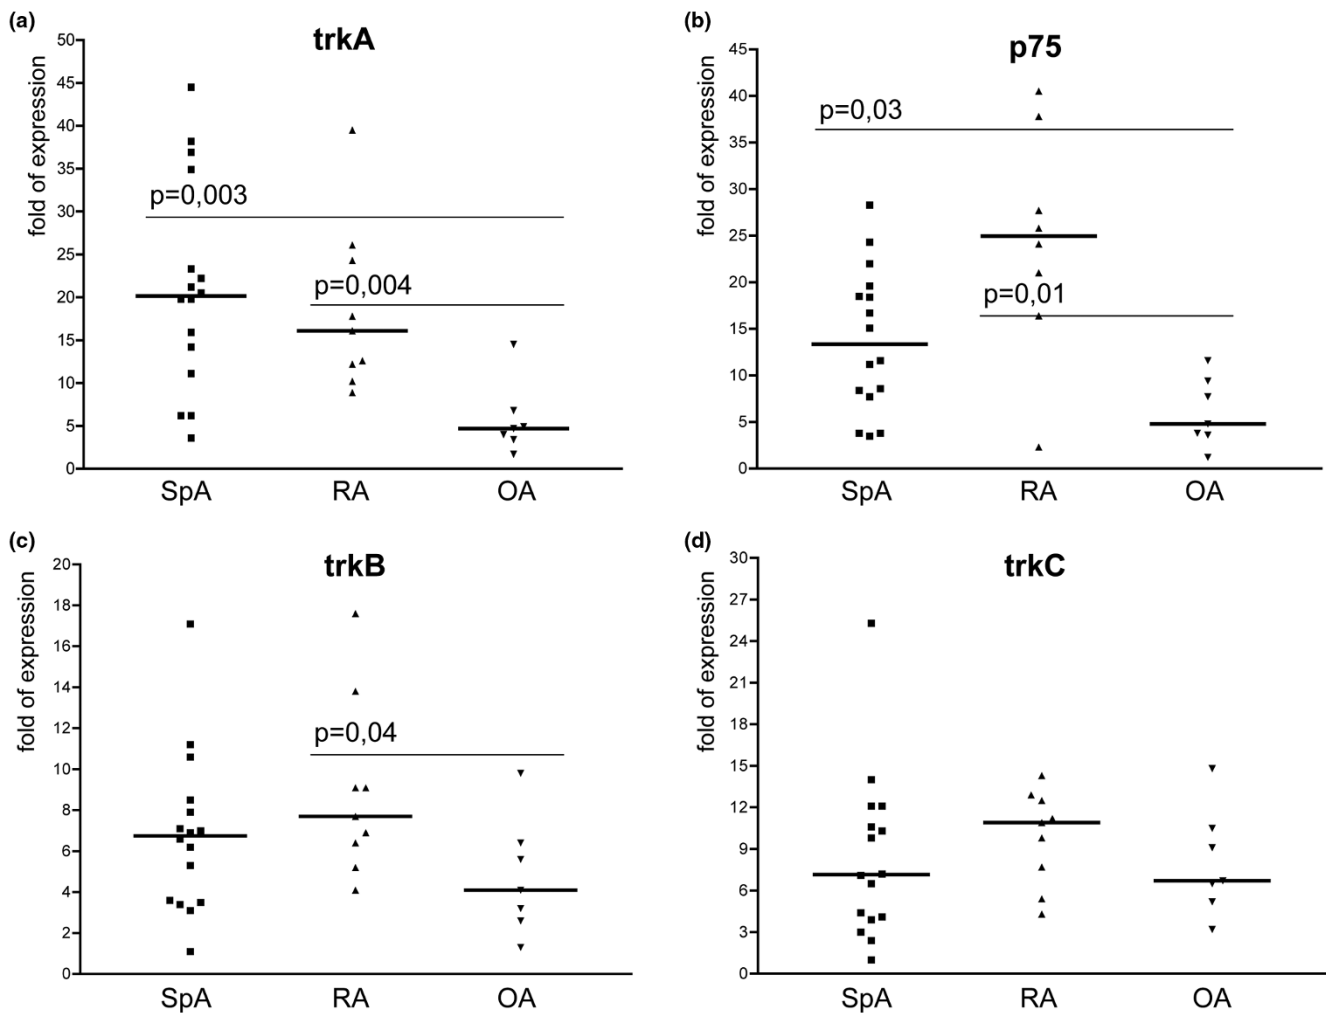 (a)
trkA
fold of expression
50
45
40
35
30
25
20
15
10
5
0
p=0,003
p=0,004
SpA RA OA
(b)
p75
fold of expression
45
40
35
30
25
20
15
10
5
0
p=0,03
p=0,01
SpA RA OA
(c)
trkB
fold of expression
20
18
16
14
12
10
8
6
4
2
0
p=0,04
SpA RA OA
(d)
trkC
fold of expression
30
27
24
21
18
15
12
9
6
3
0
SpA RA OA